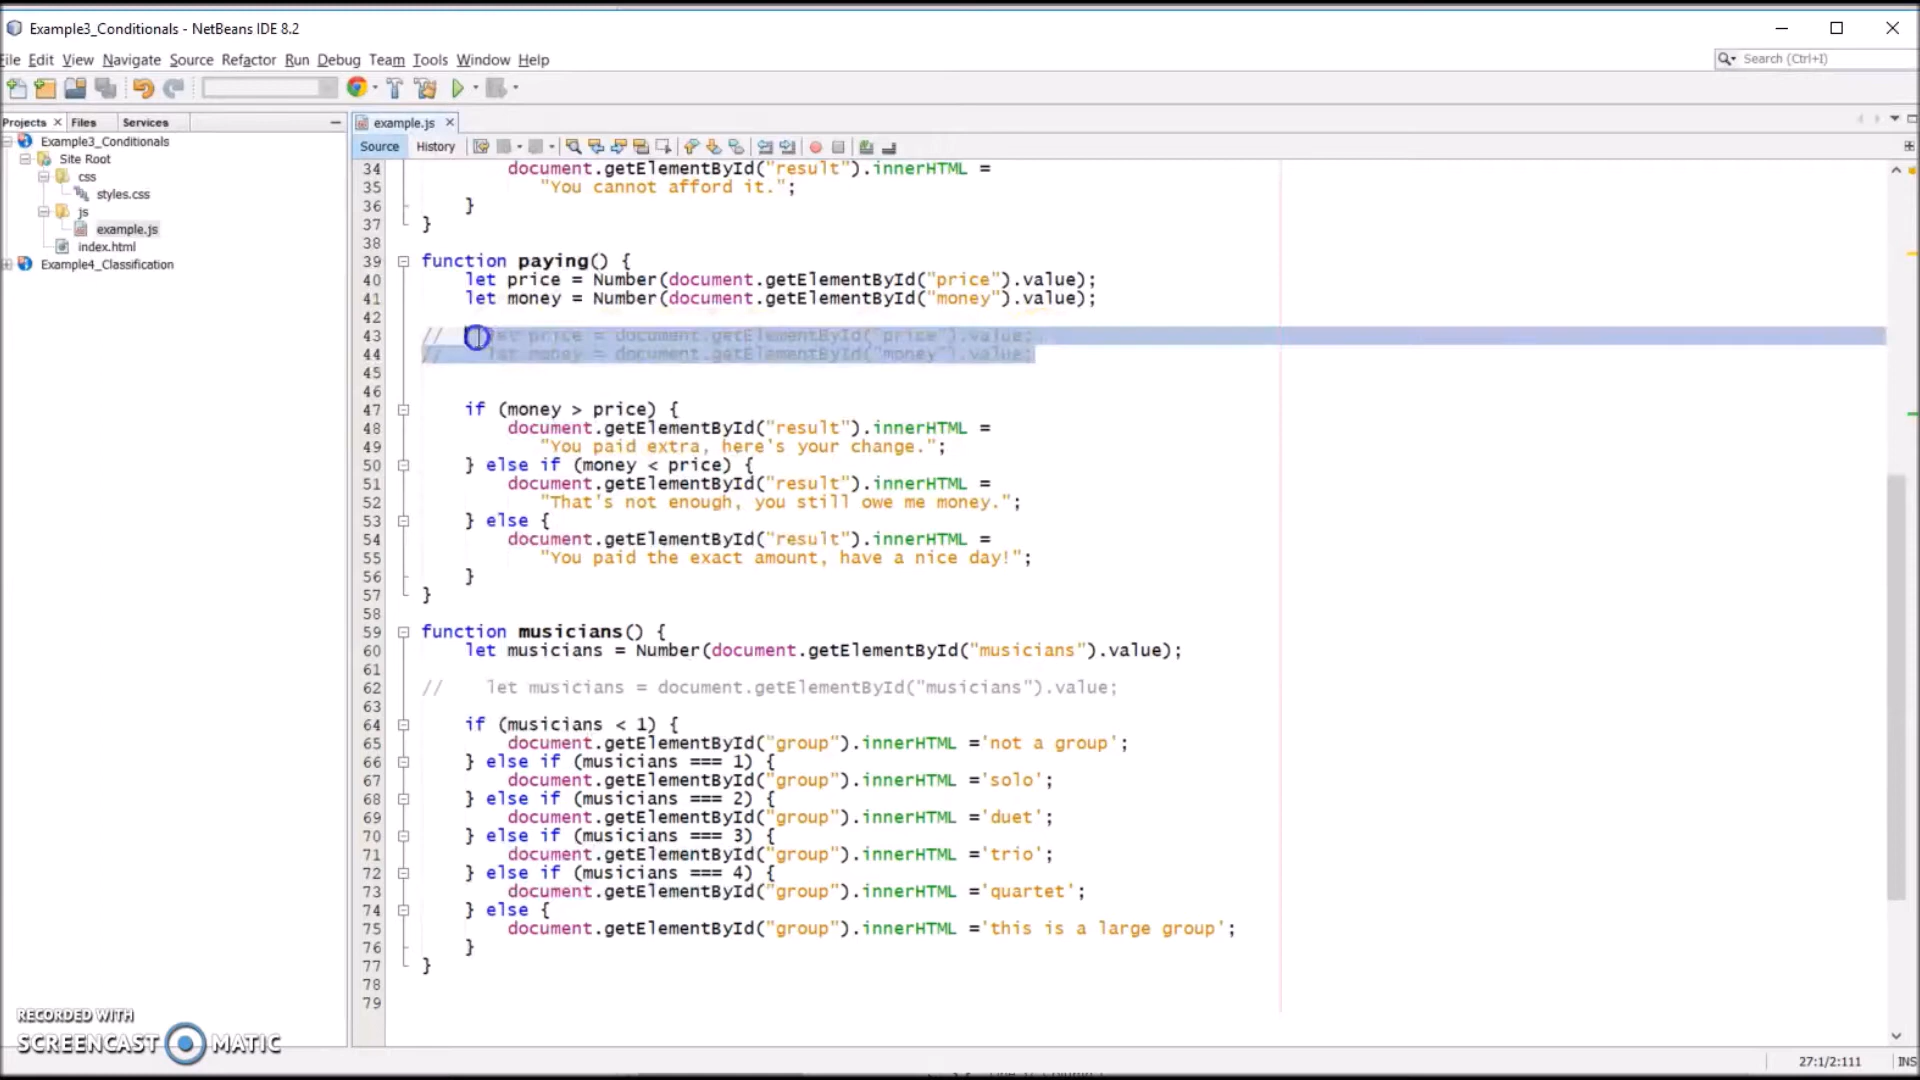 Example3_Conditionals - NetBeans IDE 8.2
File Edit View Navigate Source Refactor Run Debug Team Tools Window Help
Search (Ctrl+I)
Projects Files Services
example.js
Example3_Conditionals
Site Root
css
styles.css
js
example.js
index.html
Example4_Classification
Source History
34 document.getElementById("result").innerHTML =
35 "You cannot afford it.";
36 }
37 }
38
39 function paying() {
40 let price = Number(document.getElementById("price").value);
41 let money = Number(document.getElementById("money").value);
42
43 // let price = document.getElementById("price").value;
44 // let money = document.getElementById("money").value;
45
46
47 if (money > price) {
48 document.getElementById("result").innerHTML =
49 "You paid extra, here's your change.";
50 } else if (money < price) {
51 document.getElementById("result").innerHTML =
52 "That's not enough, you still owe me money.";
53 } else {
54 document.getElementById("result").innerHTML =
55 "You paid the exact amount, have a nice day!";
56 }
57 }
58
59 function musicians() {
60 let musicians = Number(document.getElementById("musicians").value);
61
62 // let musicians = document.getElementById("musicians").value;
63
64 if (musicians < 1) {
65 document.getElementById("group").innerHTML ='not a group';
66 } else if (musicians === 1) {
67 document.getElementById("group").innerHTML ='solo';
68 } else if (musicians === 2) {
69 document.getElementById("group").innerHTML ='duet';
70 } else if (musicians === 3) {
71 document.getElementById("group").innerHTML ='trio';
72 } else if (musicians === 4) {
73 document.getElementById("group").innerHTML ='quartet';
74 } else {
75 document.getElementById("group").innerHTML ='this is a large group';
76 }
77 }
78
79
RECORDED WITH
SCREENCAST MATIC
27:1/2:111 INS